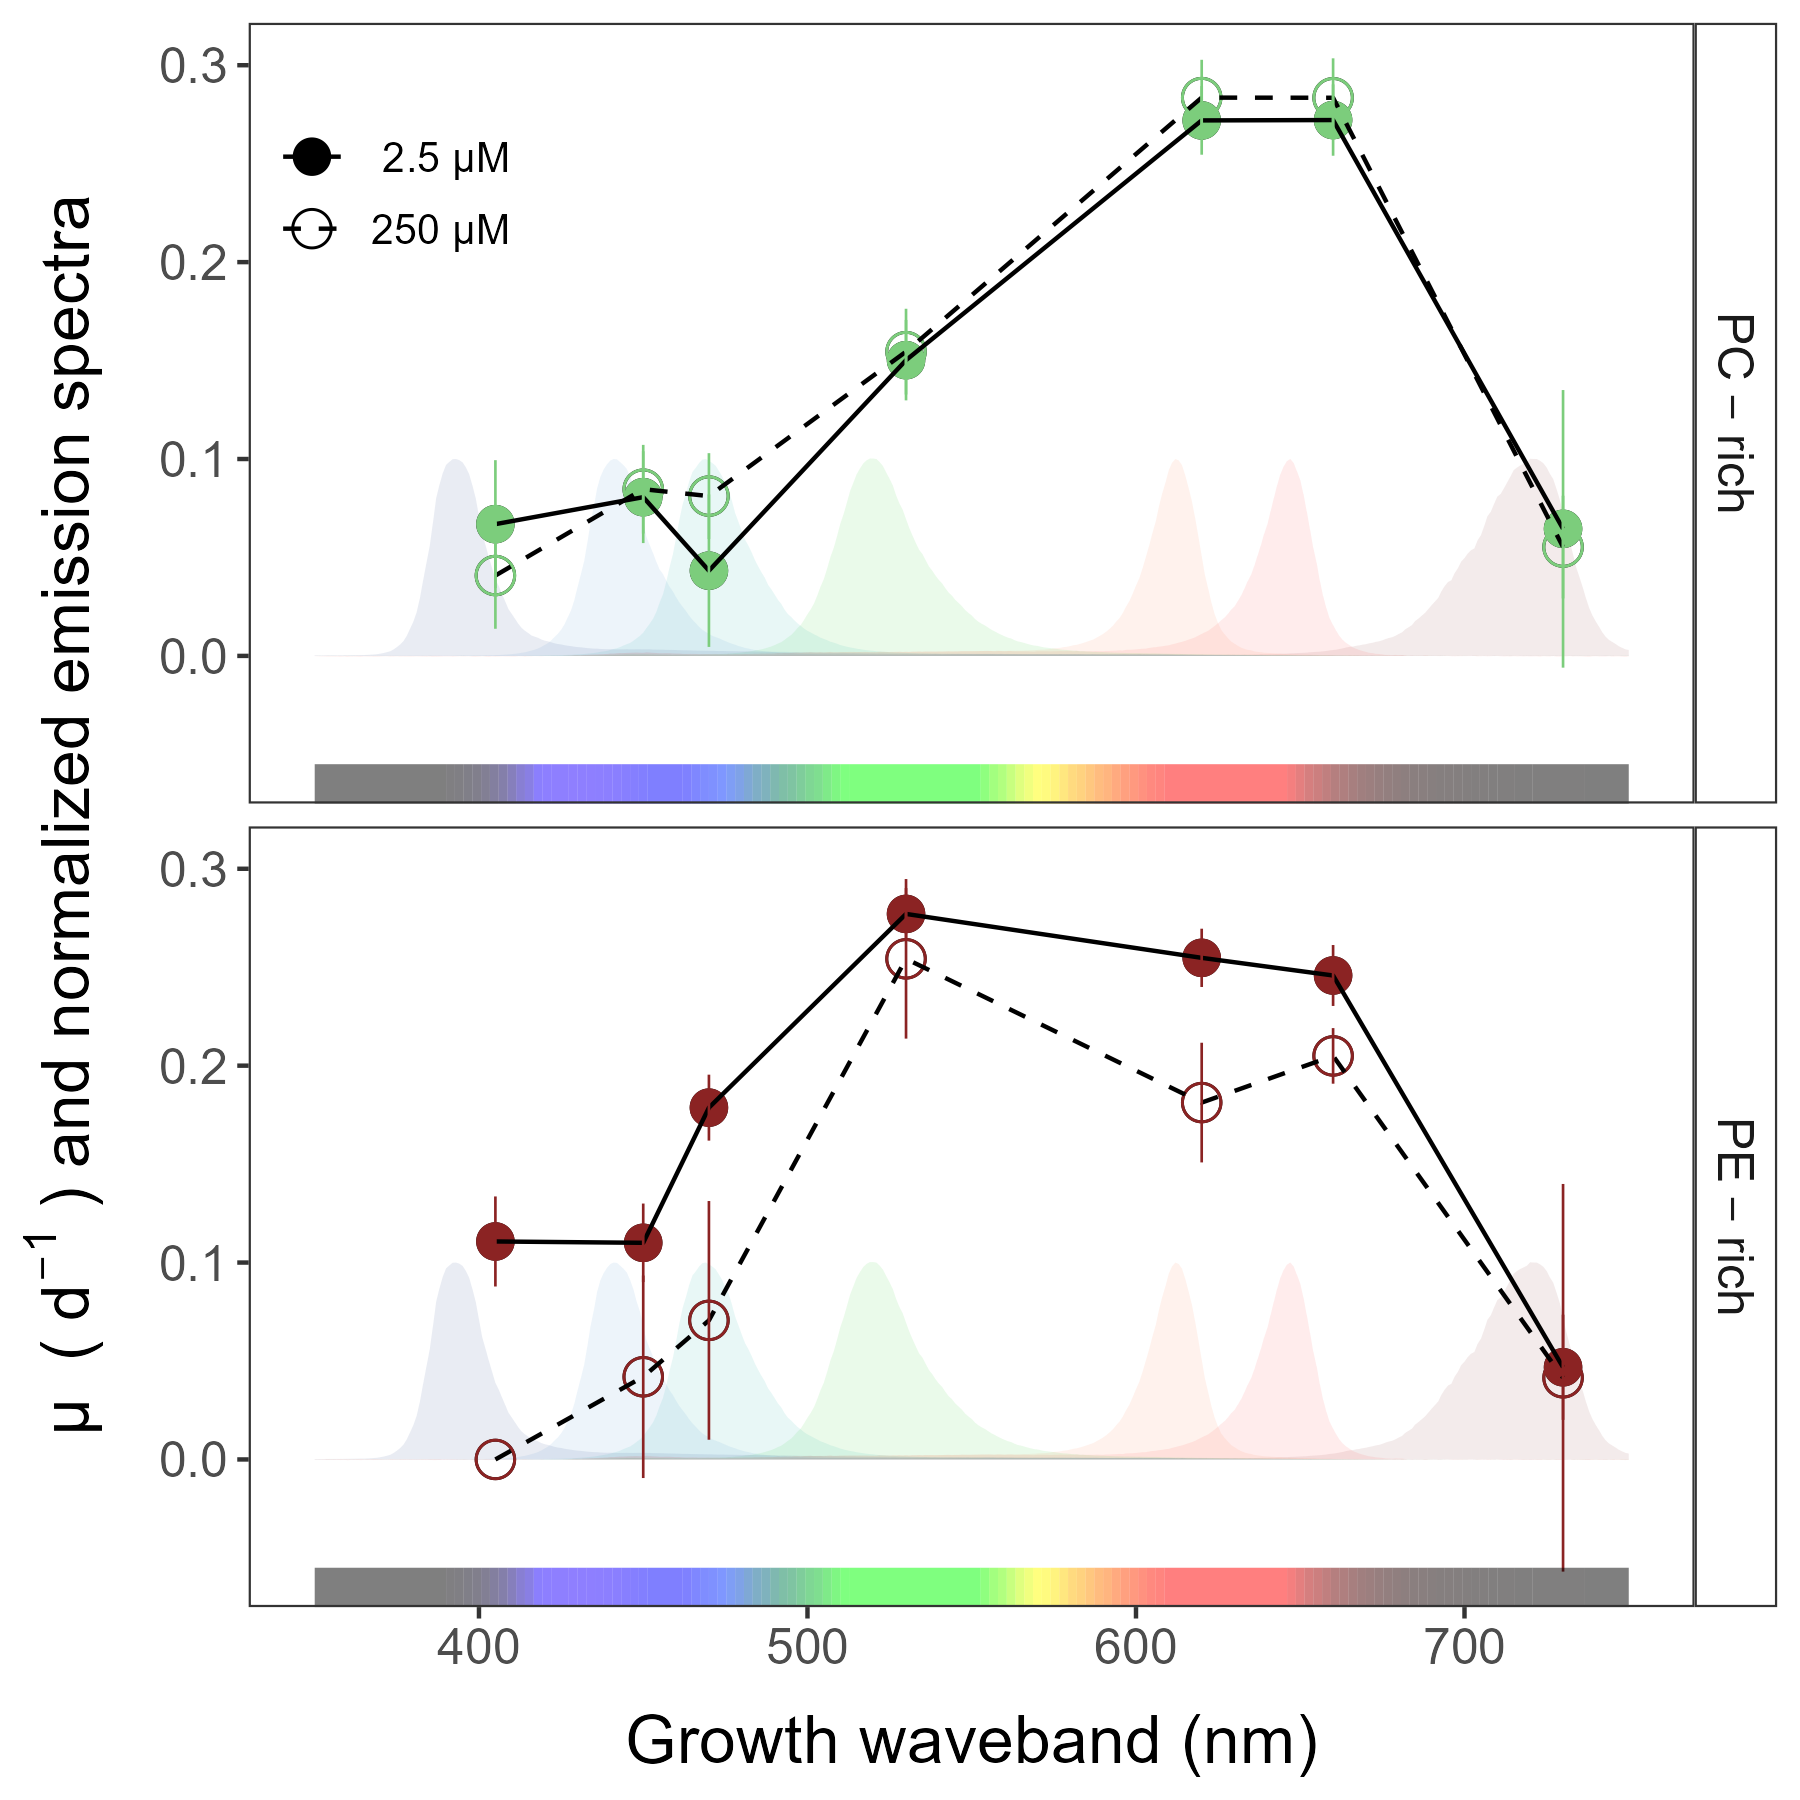 μ ( d⁻¹ ) and normalized emission spectra
0.3
0.2
0.1
0.0
2.5 μM
250 μM
PC – rich
0.3
0.2
0.1
0.0
PE – rich
400 500 600 700
Growth waveband (nm)